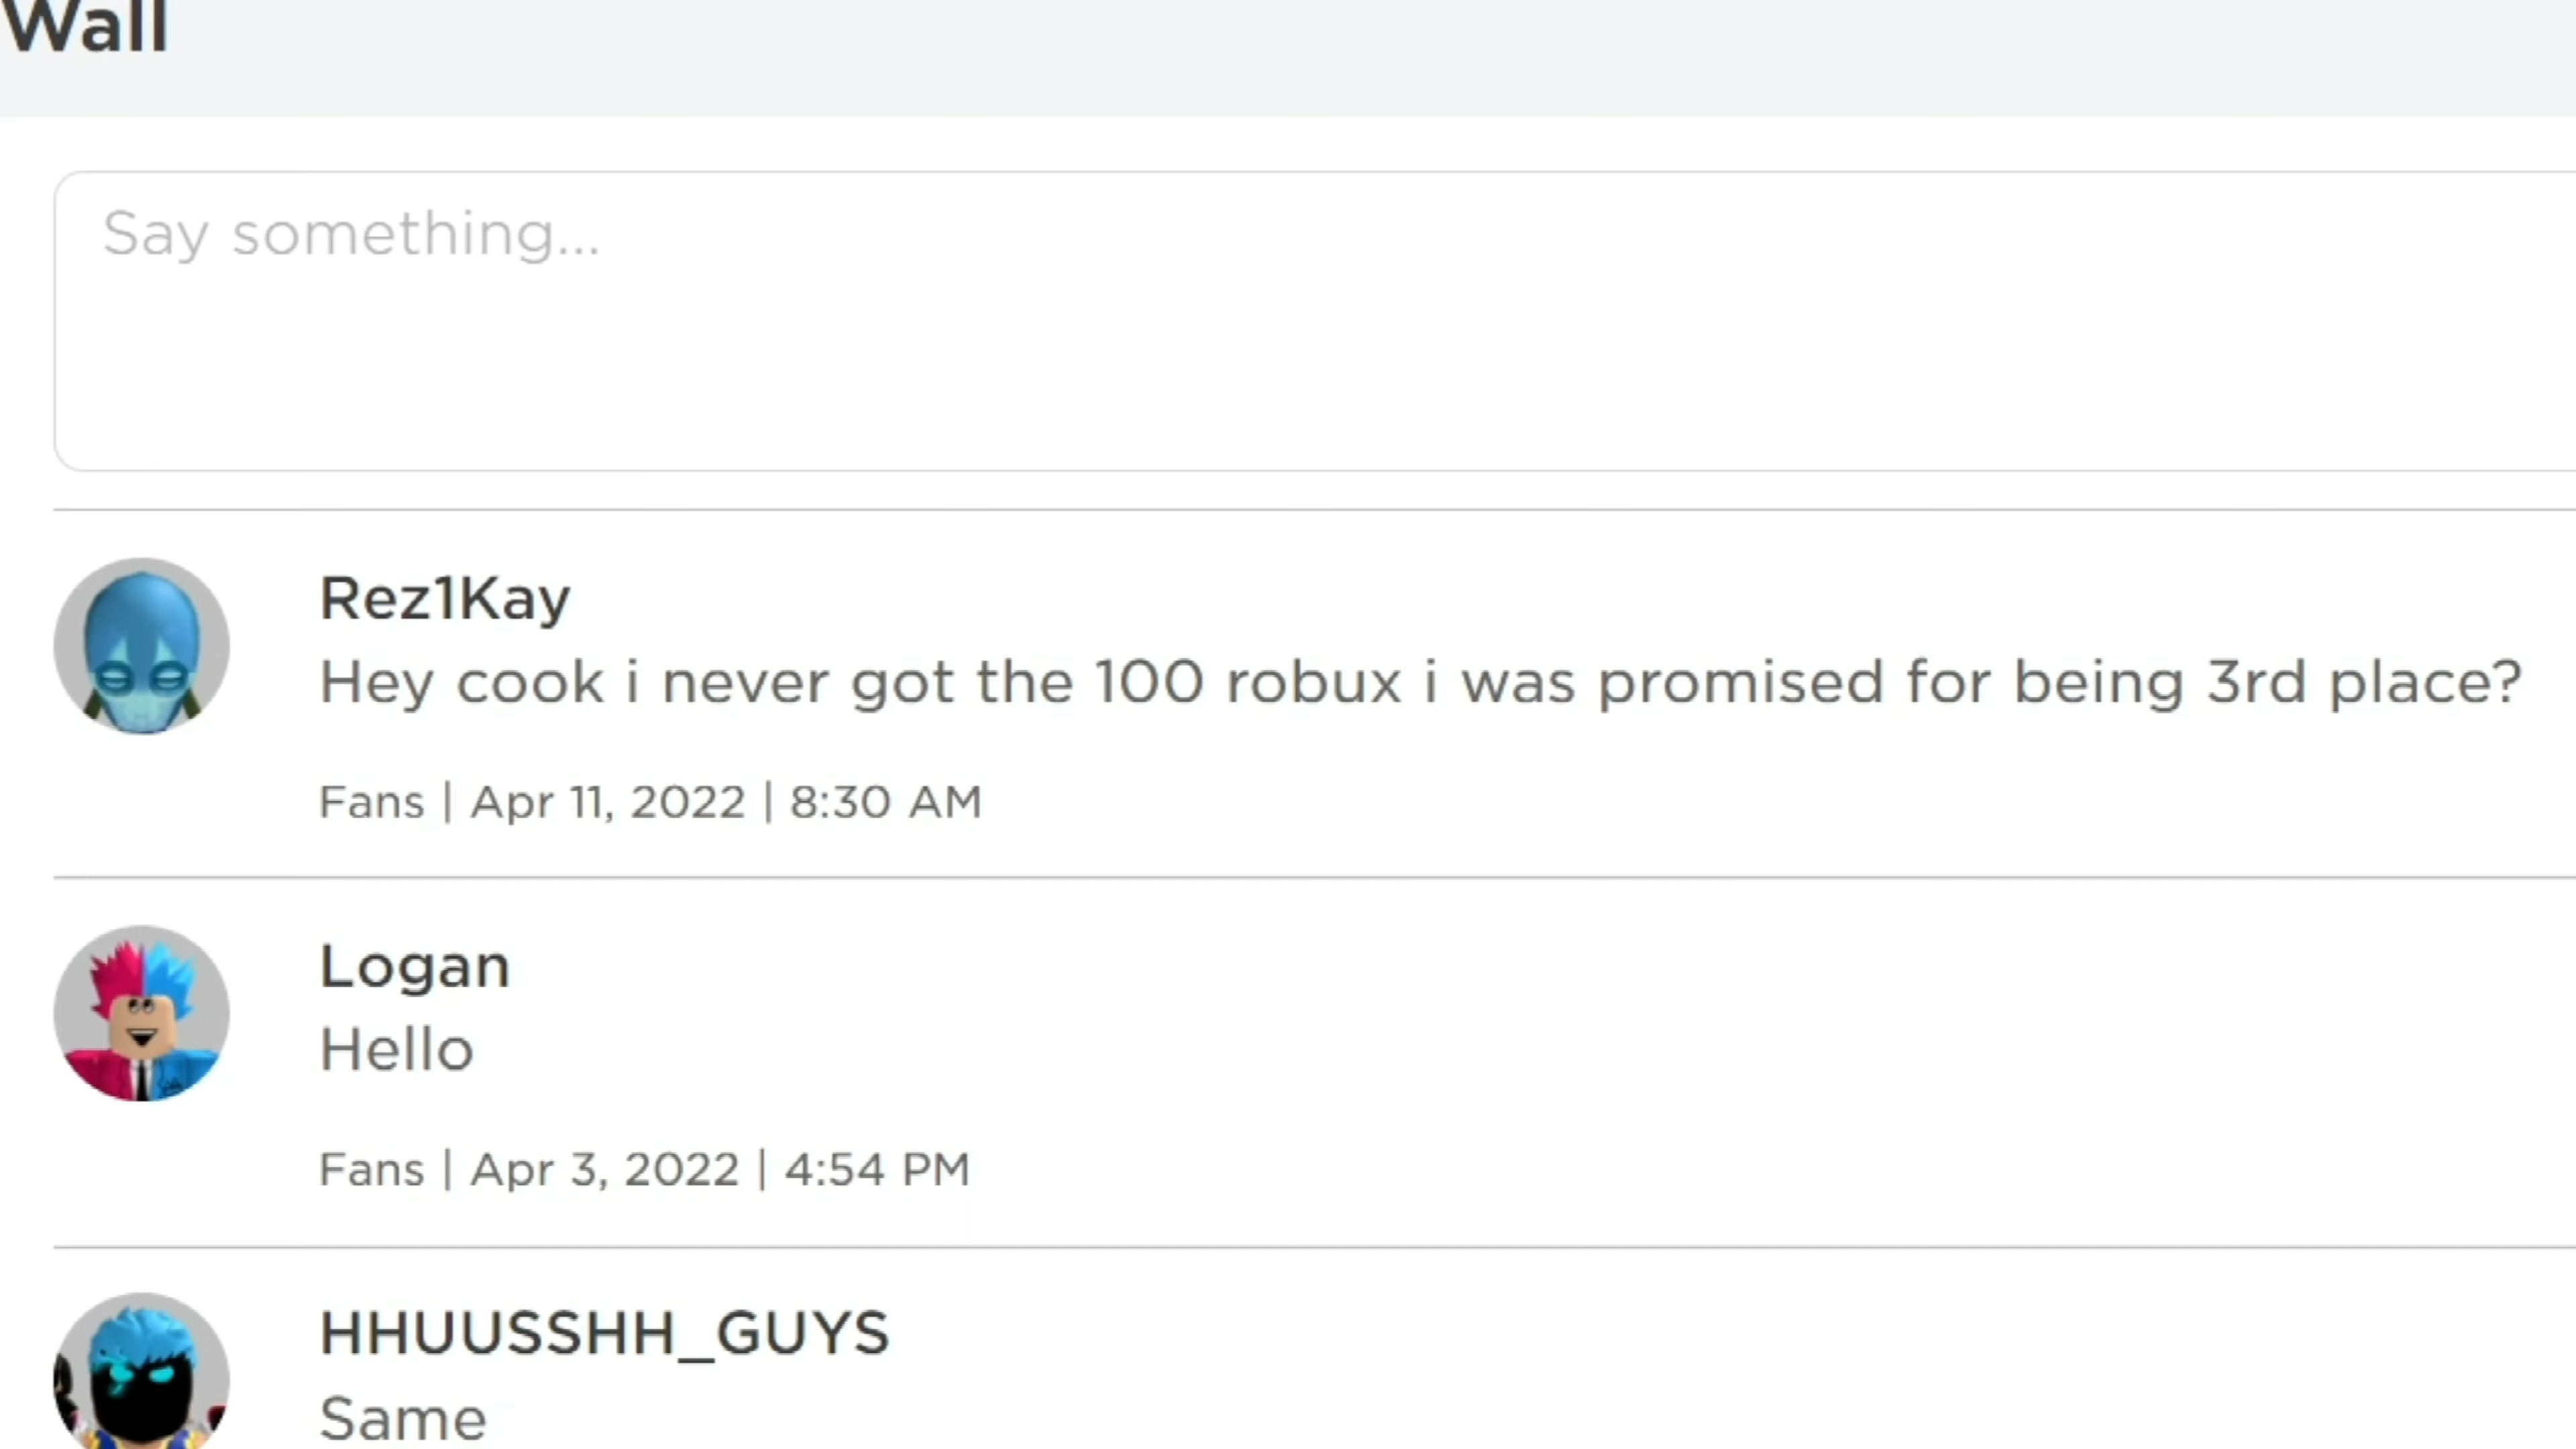 Wall
Say something...
Rez1Kay
Hey cook i never got the 100 robux i was promised for being 3rd place?
Fans | Apr 11, 2022 | 8:30 AM
Logan
Hello
Fans | Apr 3, 2022 | 4:54 PM
HHUUSSHH_GUYS
Same